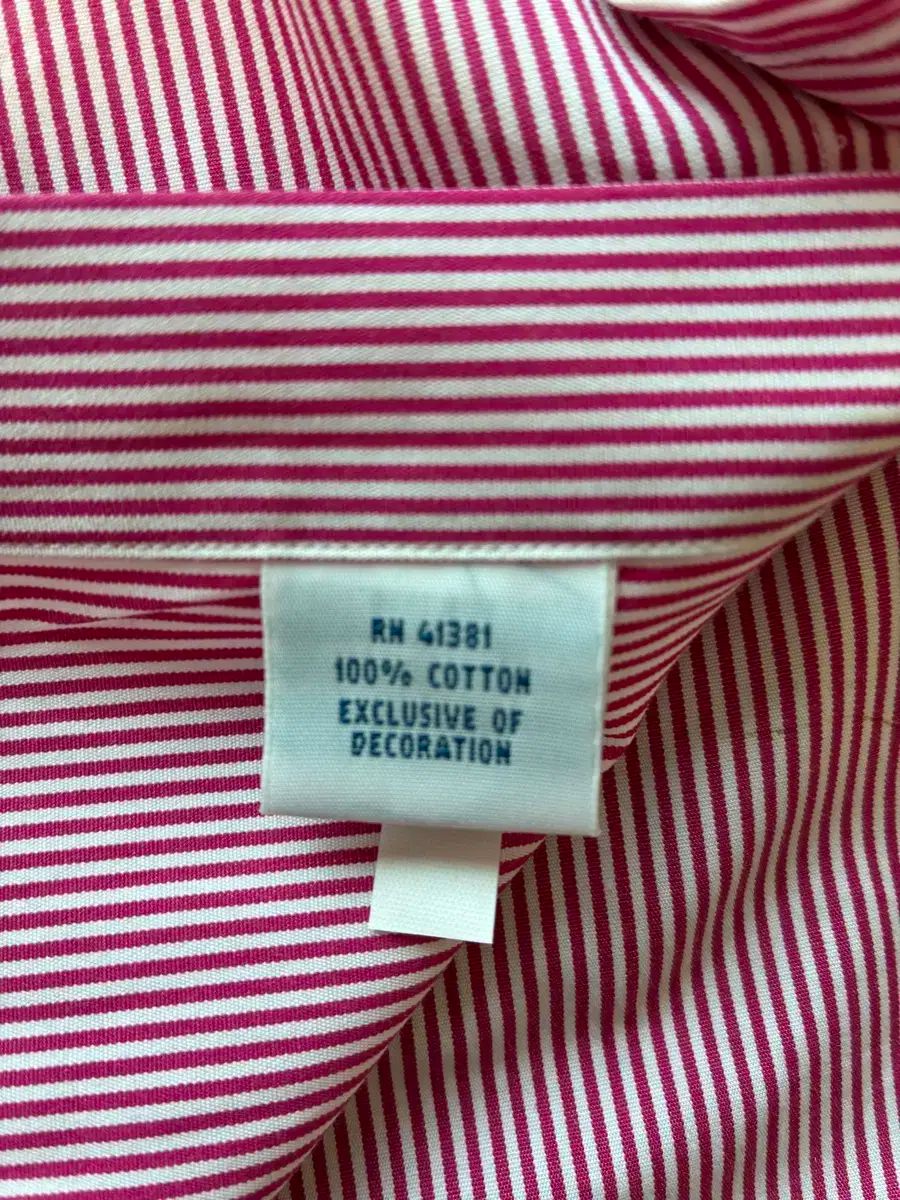 RN 41381
100% COTTON
EXCLUSIVE OF
DECORATION